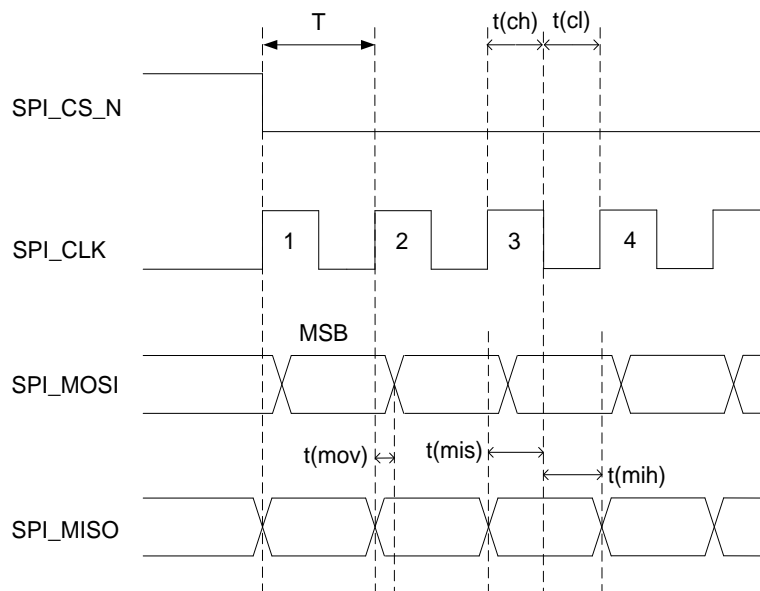 T
t(ch)
t(cl)
SPI_CS_N
SPI_CLK
1
2
3
4
MSB
SPI_MOSI
t(mov)
t(mis)
t(mih)
SPI_MISO